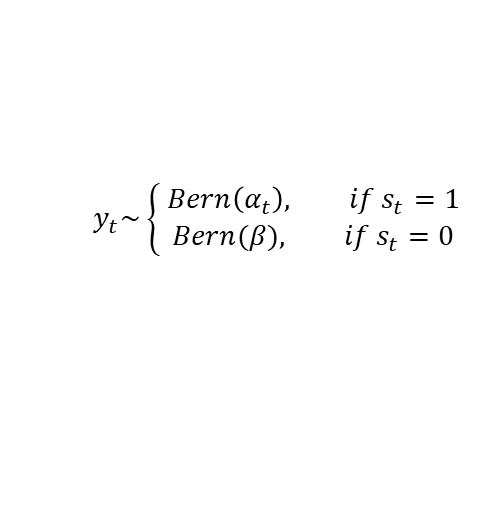 y_t ~ { Bern(α_t), if s_t = 1
Bern(β), if s_t = 0